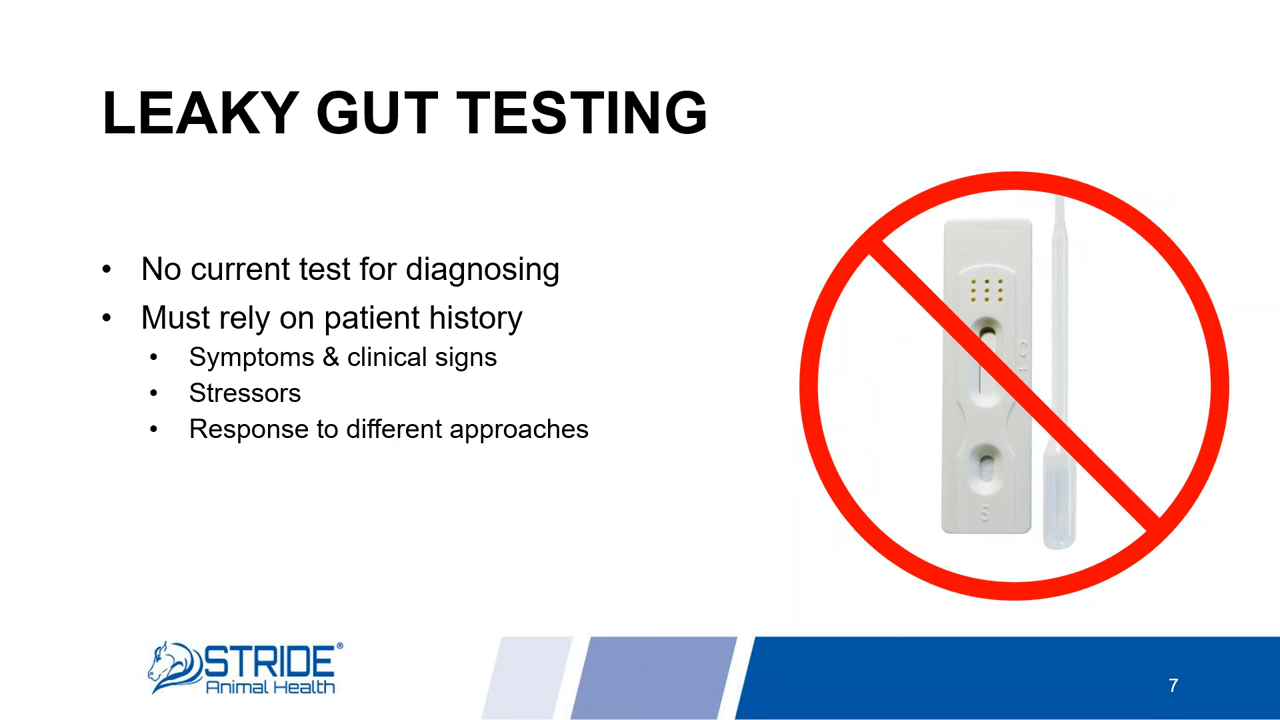 LEAKY GUT TESTING
• No current test for diagnosing
• Must rely on patient history
• Symptoms & clinical signs
• Stressors
• Response to different approaches
C
T
S
STRIDE®
Animal Health
7